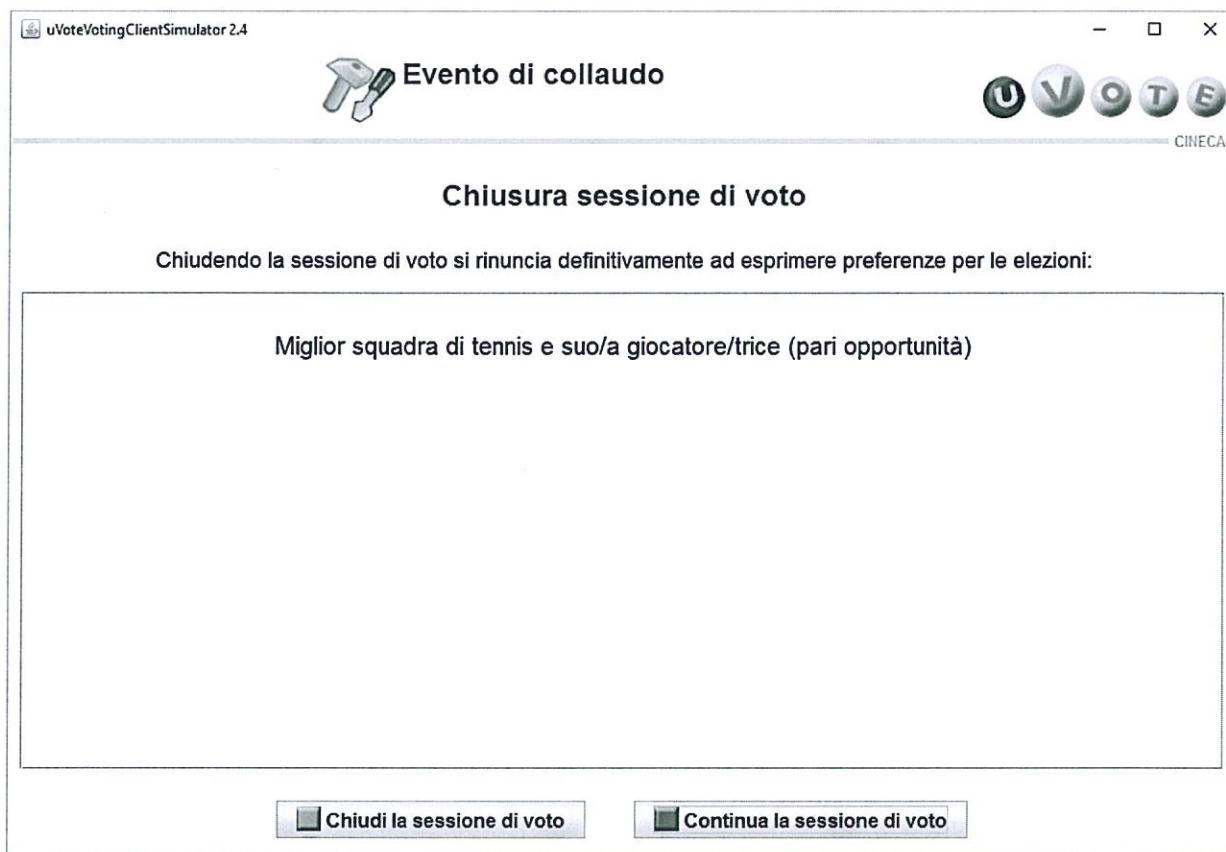 uVoteVotingClientSimulator 2.4
Evento di collaudo
U VOTE
CINECA
Chiusura sessione di voto
Chiudendo la sessione di voto si rinuncia definitivamente ad esprimere preferenze per le elezioni:
Miglior squadra di tennis e suo/a giocatore/trice (pari opportunità)
Chiudi la sessione di voto
Continua la sessione di voto